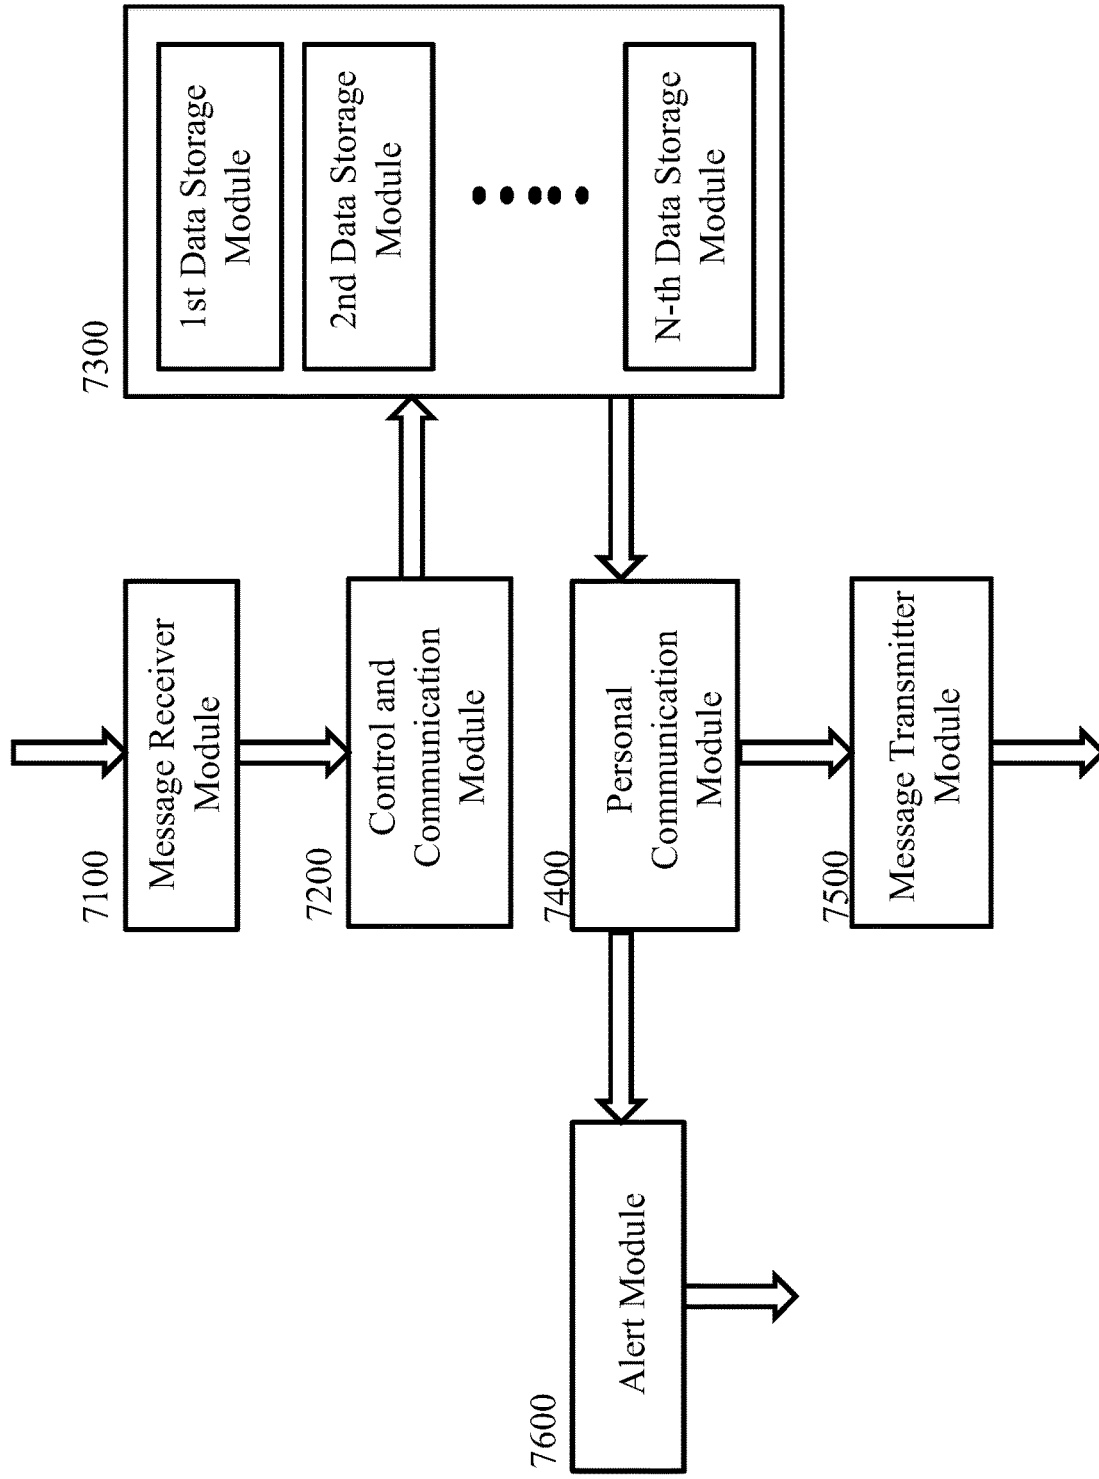 7100
Message Receiver
Module
7200
Control and
Communication
Module
7300
1st Data Storage
Module
2nd Data Storage
Module
N-th Data Storage
Module
7400
Personal
Communication
Module
7500
Message Transmitter
Module
7600
Alert Module